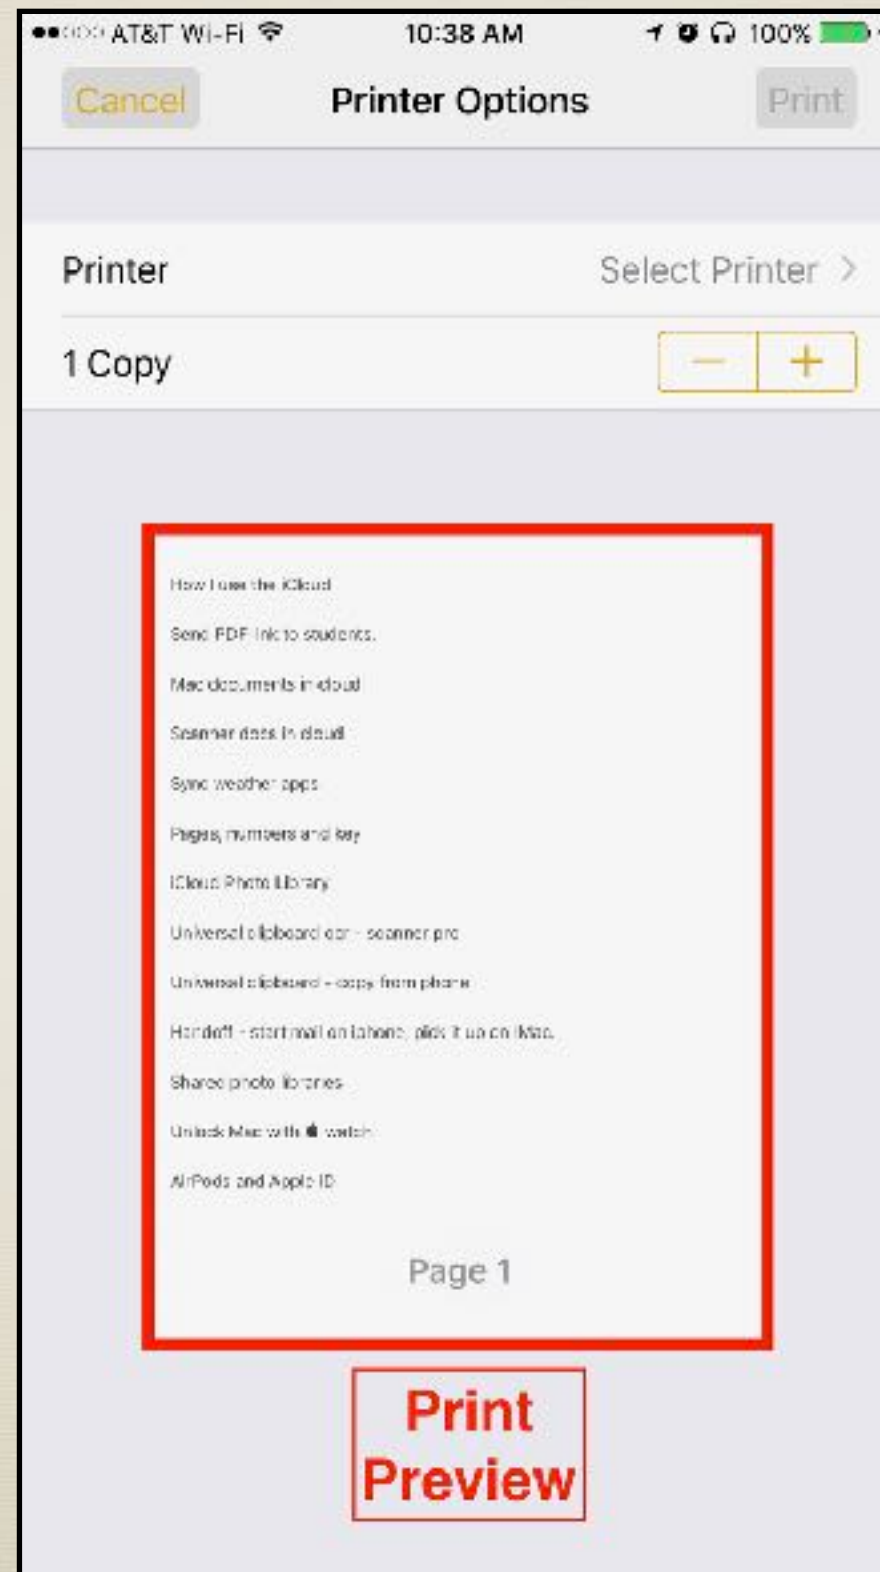 AT&T Wi-Fi 10:38 AM 100%
Cancel Printer Options Print
Printer Select Printer >
1 Copy − +
How I use the iCloud
Send PDF link to students.
Mac documents in cloud
Scanner docs in cloud
Sync weather apps
Pages, numbers and key
iCloud Photo Library
Universal clipboard ocr - scanner pro
Universal clipboard - copy from phone
Handoff - start mail on iphone, pick it up on iMac.
Shared photo libraries
Unlock Mac with  watch
AirPods and Apple ID
Page 1
Print
Preview